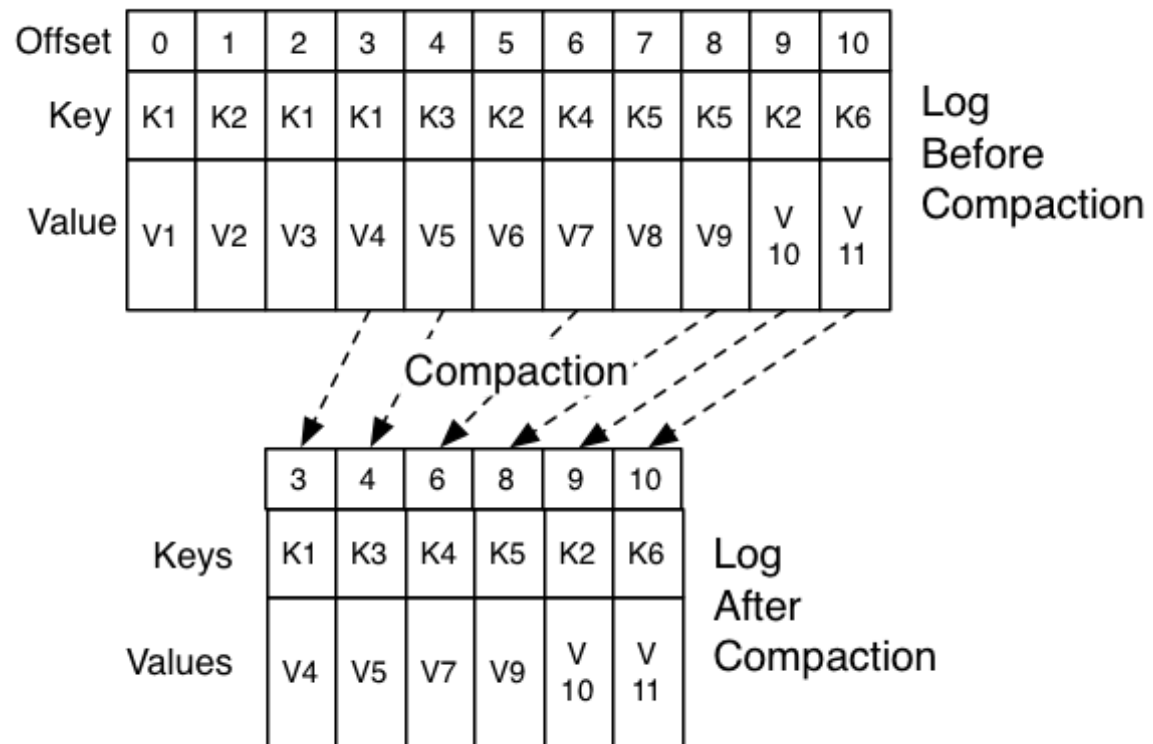 Offset 0 1 2 3 4 5 6 7 8 9 10
Key K1 K2 K1 K1 K3 K2 K4 K5 K5 K2 K6
Value V1 V2 V3 V4 V5 V6 V7 V8 V9 V 10 V 11
Log
Before
Compaction
Compaction
3 4 6 8 9 10
Keys K1 K3 K4 K5 K2 K6
Values V4 V5 V7 V9 V 10 V 11
Log
After
Compaction